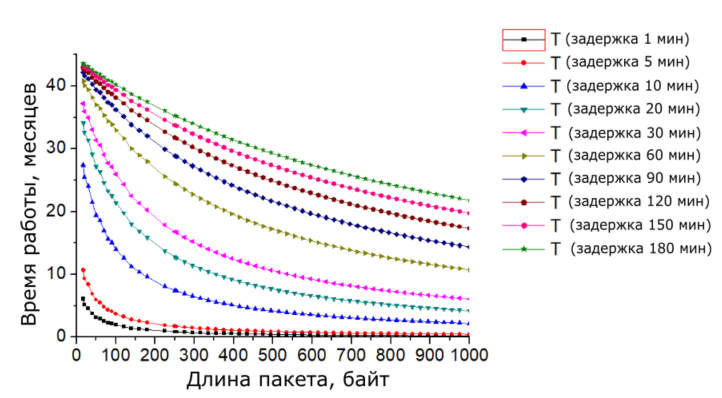 Время работы, месяцев
40
30
20
10
0
0 100 200 300 400 500 600 700 800 900 1000
Длина пакета, байт
T (задержка 1 мин)
T (задержка 5 мин)
T (задержка 10 мин)
T (задержка 20 мин)
T (задержка 30 мин)
T (задержка 60 мин)
T (задержка 90 мин)
T (задержка 120 мин)
T (задержка 150 мин)
T (задержка 180 мин)